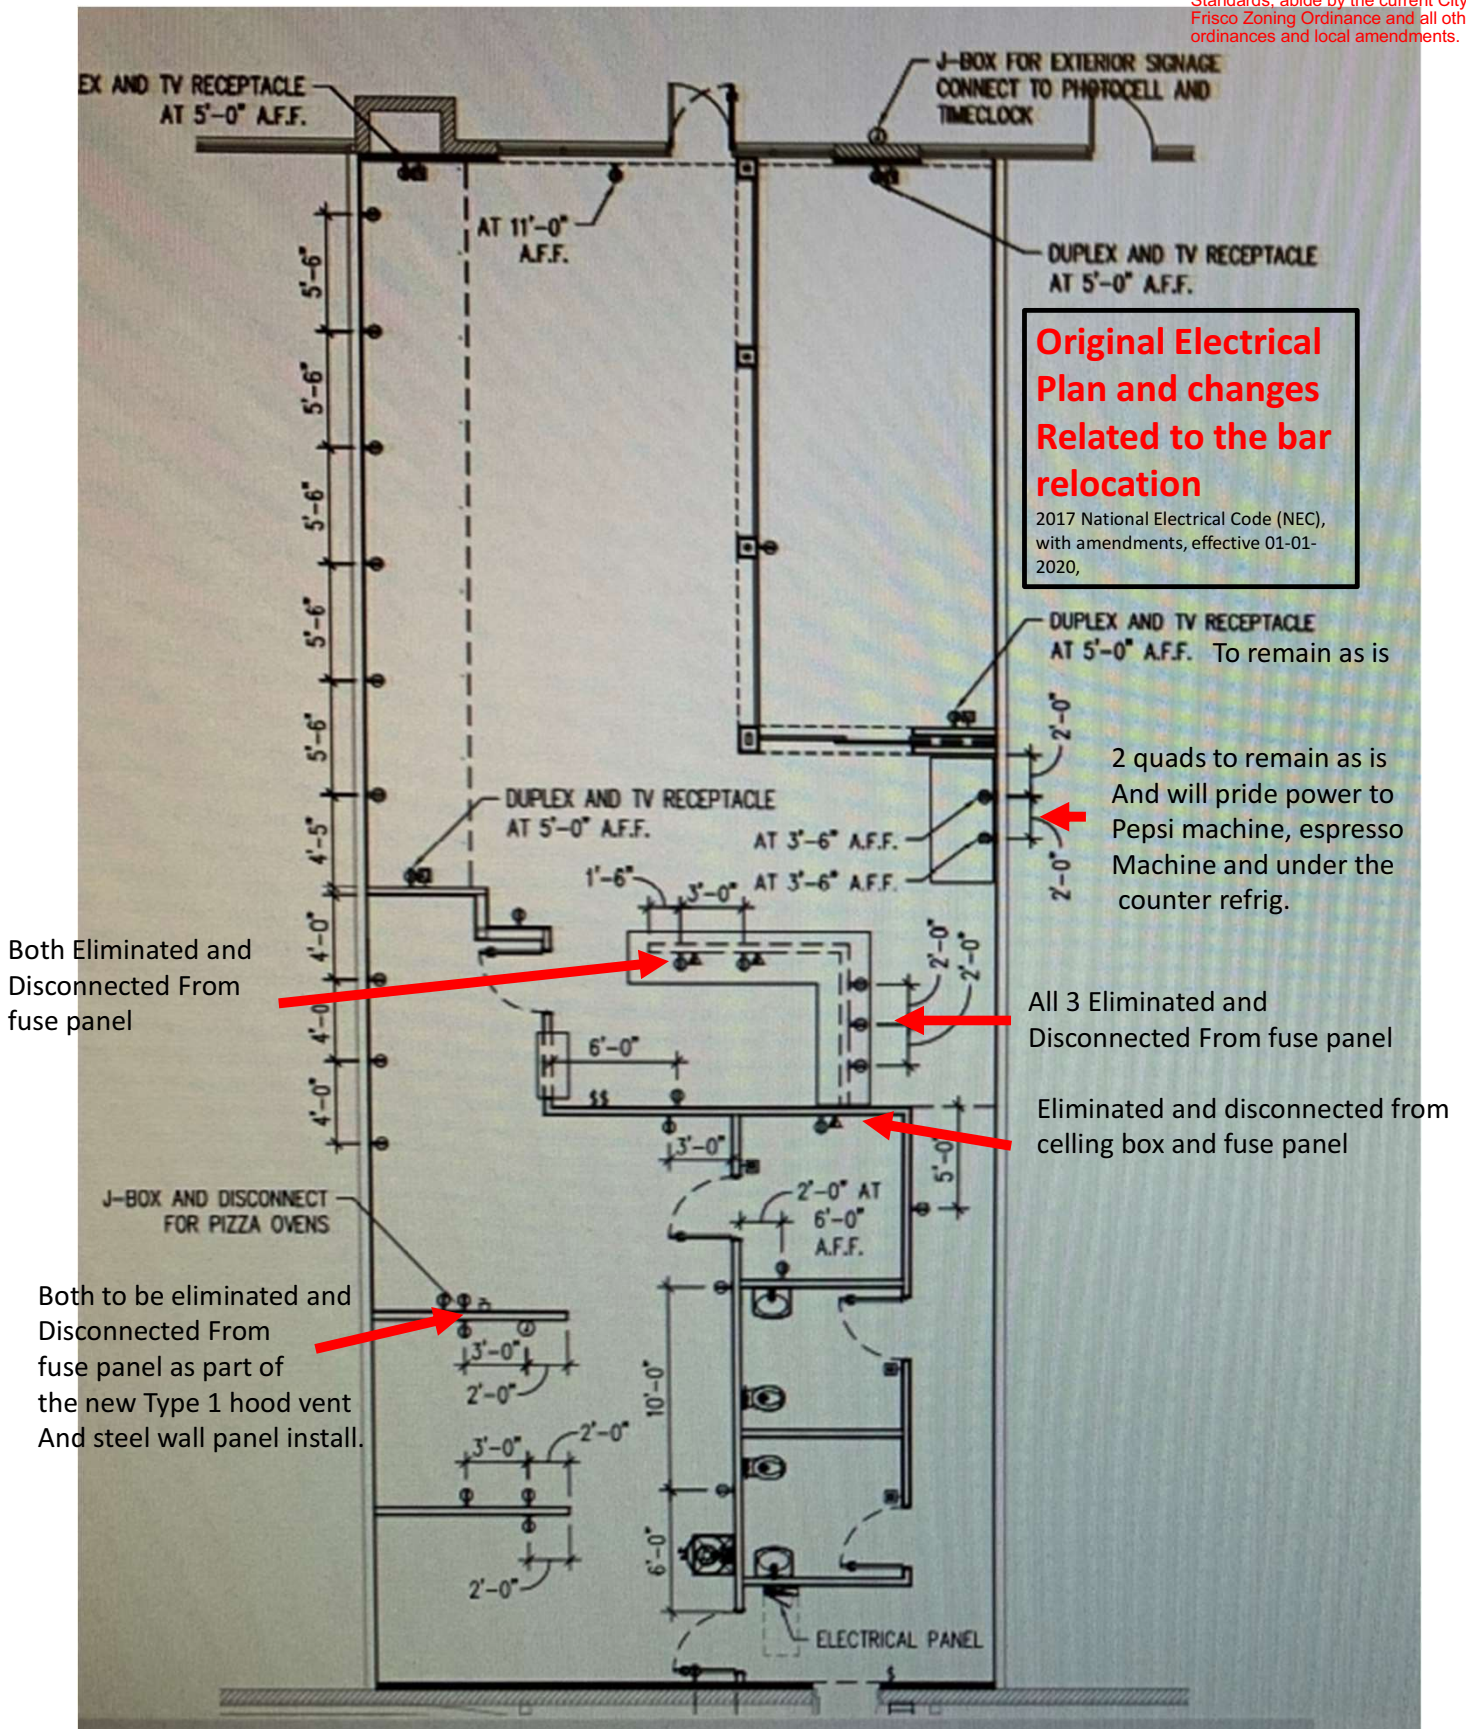 Standards, abide by the current City
Frisco Zoning Ordinance and all oth
ordinances and local amendments.
J-BOX FOR EXTERIOR SIGNAGE
CONNECT TO PHOTOCELL AND
TIMECLOCK
EX AND TV RECEPTACLE
AT 5'-0" A.F.F.
AT 11'-0"
A.F.F.
DUPLEX AND TV RECEPTACLE
AT 5'-0" A.F.F.
5'-6"
5'-6"
5'-6"
5'-6"
5'-6"
4'-5"
4'-0"
4'-0
4'-0"
Original Electrical
Plan and changes
Related to the bar
relocation
2017 National Electrical Code (NEC),
with amendments, effective 01-01-
2020,
DUPLEX AND TV RECEPTACLE
AT 5'-0" A.F.F. To remain as is
2'-0"
2'-0"
2 quads to remain as is
And will pride power to
Pepsi machine, espresso
Machine and under the
counter refrig.
DUPLEX AND TV RECEPTACLE
AT 5'-0" A.F.F.
AT 3'-6" A.F.F.
AT 3'-6" A.F.F.
1'-6"
3'-0"
2'-0"
2'-0"
Both Eliminated and
Disconnected From
fuse panel
All 3 Eliminated and
Disconnected From fuse panel
6'-0"
$$
Eliminated and disconnected from
celling box and fuse panel
3'-0"
5'-0"
2'-0" AT
6'-0"
A.F.F.
J-BOX AND DISCONNECT
FOR PIZZA OVENS
Both to be eliminated and
Disconnected From
fuse panel as part of
the new Type 1 hood vent
And steel wall panel install.
3'-0"
2'-0"
10'-0"
3'-0"
2'-0"
6'-0"
2'-0"
ELECTRICAL PANEL
$